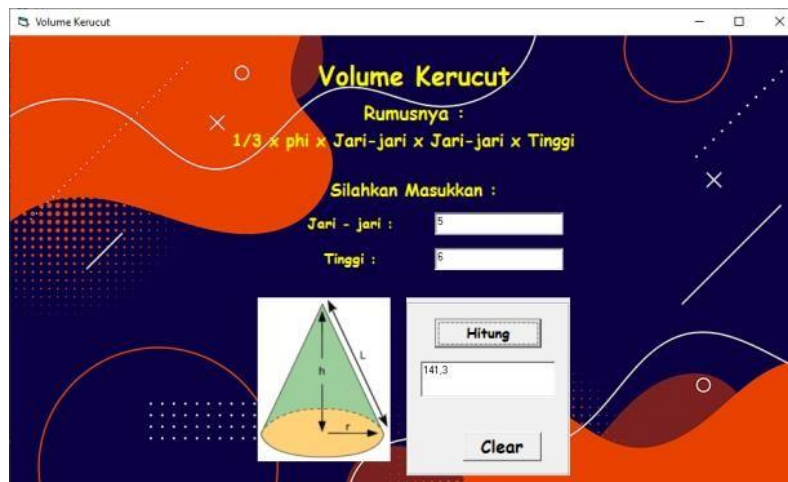 Volume Kerucut
Volume Kerucut
Rumusnya :
1/3 x phi x Jari-jari x Jari-jari x Tinggi
Silahkan Masukkan :
Jari - jari : 5
Tinggi : 6
h
L
r
Hitung
141,3
Clear